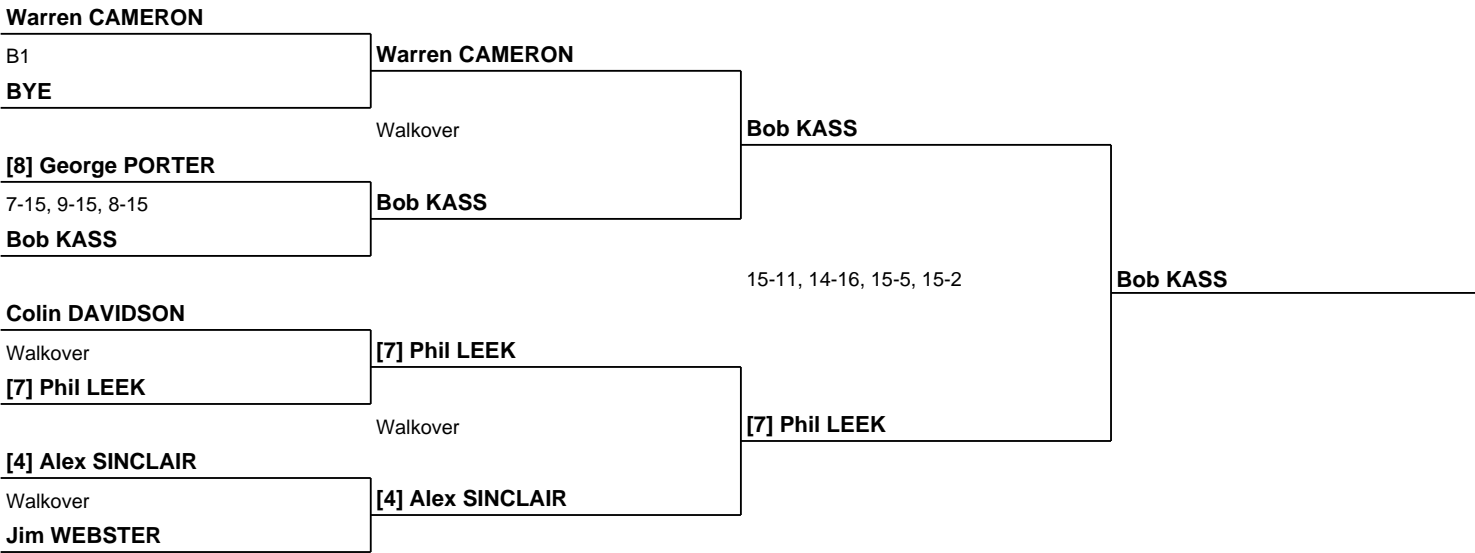 Warren CAMERON
B1
BYE
Warren CAMERON
Walkover
[8] George PORTER
7-15, 9-15, 8-15
Bob KASS
Bob KASS
Bob KASS
15-11, 14-16, 15-5, 15-2
Bob KASS
Colin DAVIDSON
Walkover
[7] Phil LEEK
[7] Phil LEEK
Walkover
[7] Phil LEEK
[4] Alex SINCLAIR
Walkover
Jim WEBSTER
[4] Alex SINCLAIR